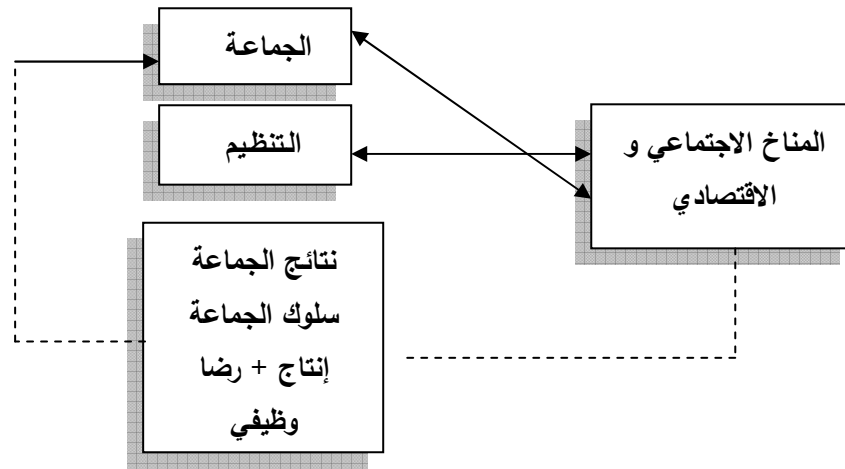 الجماعة
التنظيم
المناخ الاجتماعي و
الاقتصادي
نتائج الجماعة
سلوك الجماعة
إنتاج + رضا
وظيفي